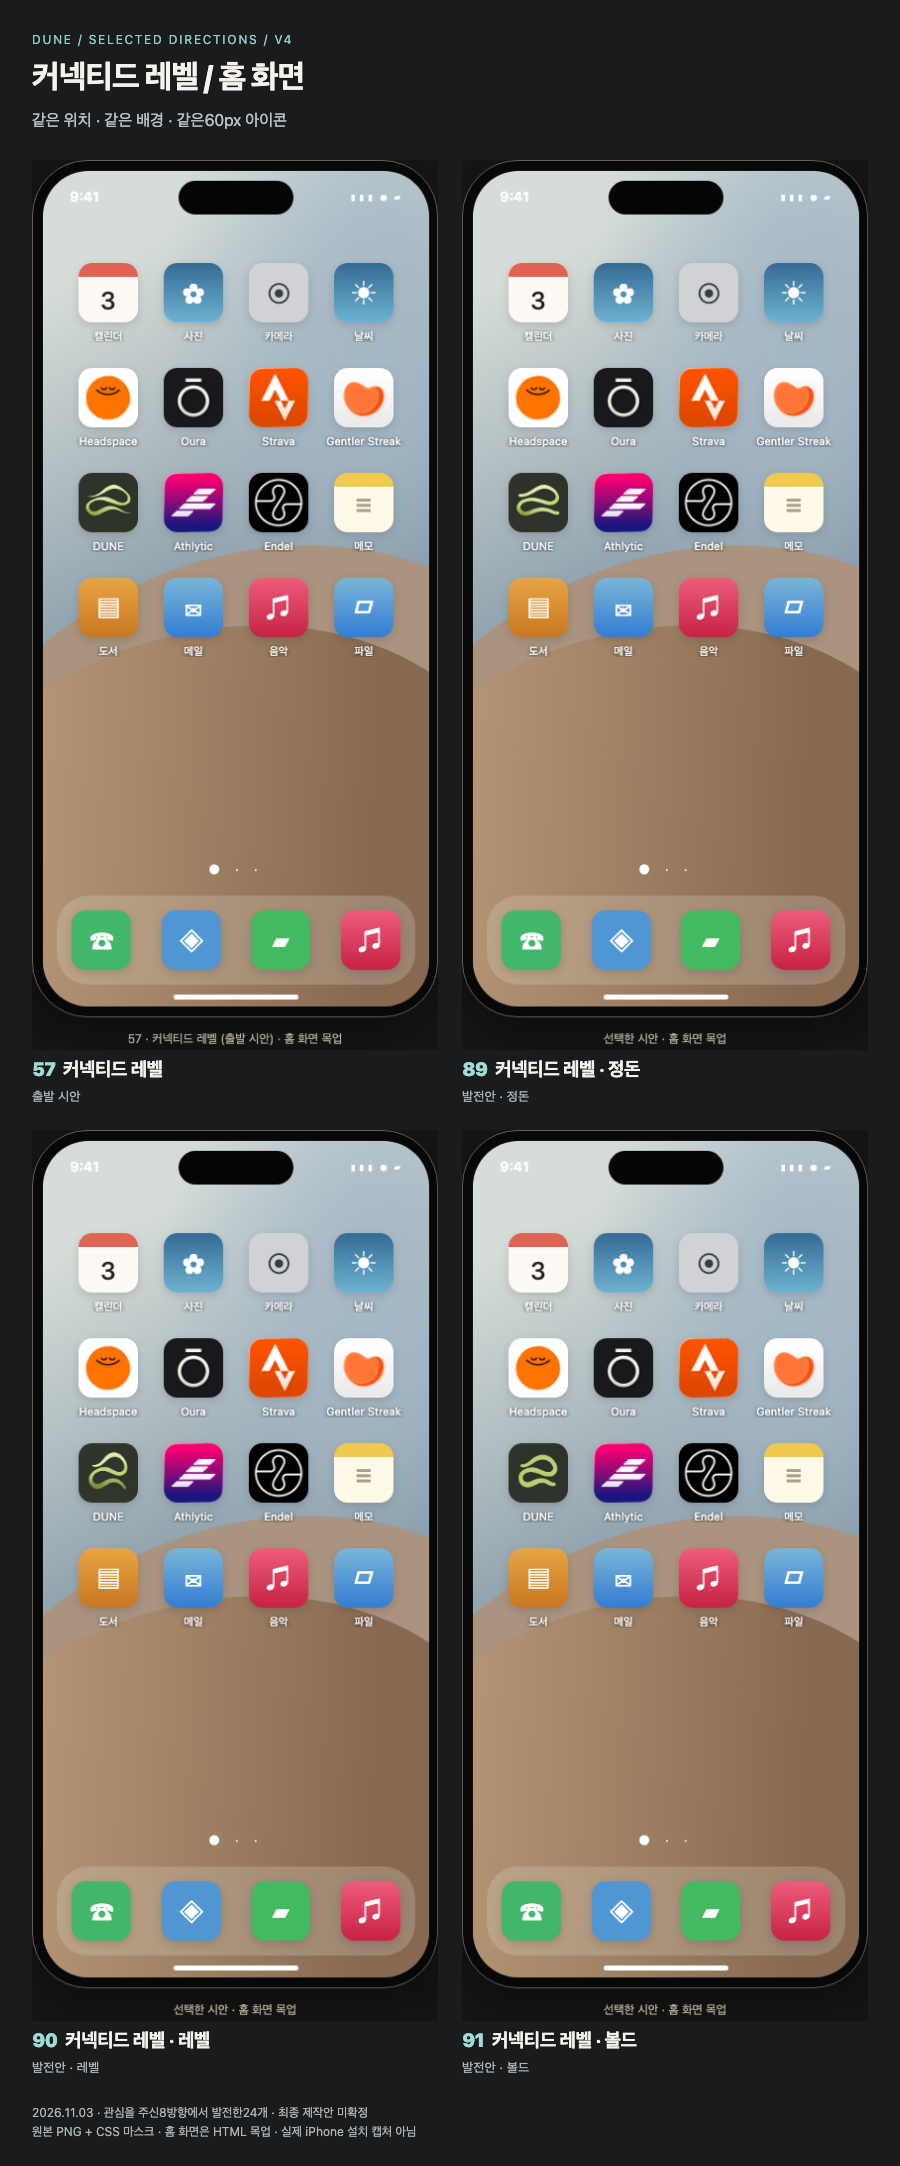 DUNE / SELECTED DIRECTIONS / V4
커넥티드 레벨 / 홈 화면
같은 위치 · 같은 배경 · 같은60px 아이콘
9:41
3
캘린더 사진 카메라 날씨
Headspace Oura Strava Gentler Streak
DUNE Athlytic Endel 메모
도서 메일 음악 파일
57 · 커넥티드 레벨 (출발 시안) · 홈 화면 목업
57 커넥티드 레벨
출발 시안
9:41
3
캘린더 사진 카메라 날씨
Headspace Oura Strava Gentler Streak
DUNE Athlytic Endel 메모
도서 메일 음악 파일
선택한 시안 · 홈 화면 목업
89 커넥티드 레벨 · 정돈
발전안 · 정돈
9:41
3
캘린더 사진 카메라 날씨
Headspace Oura Strava Gentler Streak
DUNE Athlytic Endel 메모
도서 메일 음악 파일
선택한 시안 · 홈 화면 목업
90 커넥티드 레벨 · 레벨
발전안 · 레벨
9:41
3
캘린더 사진 카메라 날씨
Headspace Oura Strava Gentler Streak
DUNE Athlytic Endel 메모
도서 메일 음악 파일
선택한 시안 · 홈 화면 목업
91 커넥티드 레벨 · 볼드
발전안 · 볼드
2026.11.03 · 관심을 주신8방향에서 발전한24개 · 최종 제작안 미확정
원본 PNG + CSS 마스크 · 홈 화면은 HTML 목업 · 실제 iPhone 설치 캡처 아님